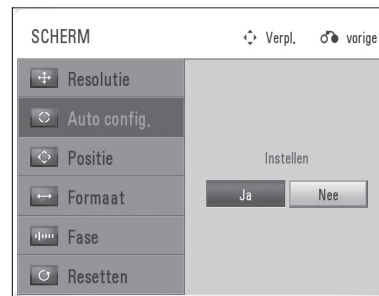 SCHERM
Verpl. vorige
Resolutie
Auto config.
Positie
Formaat
Fase
Resetten
Instellen
Ja Nee